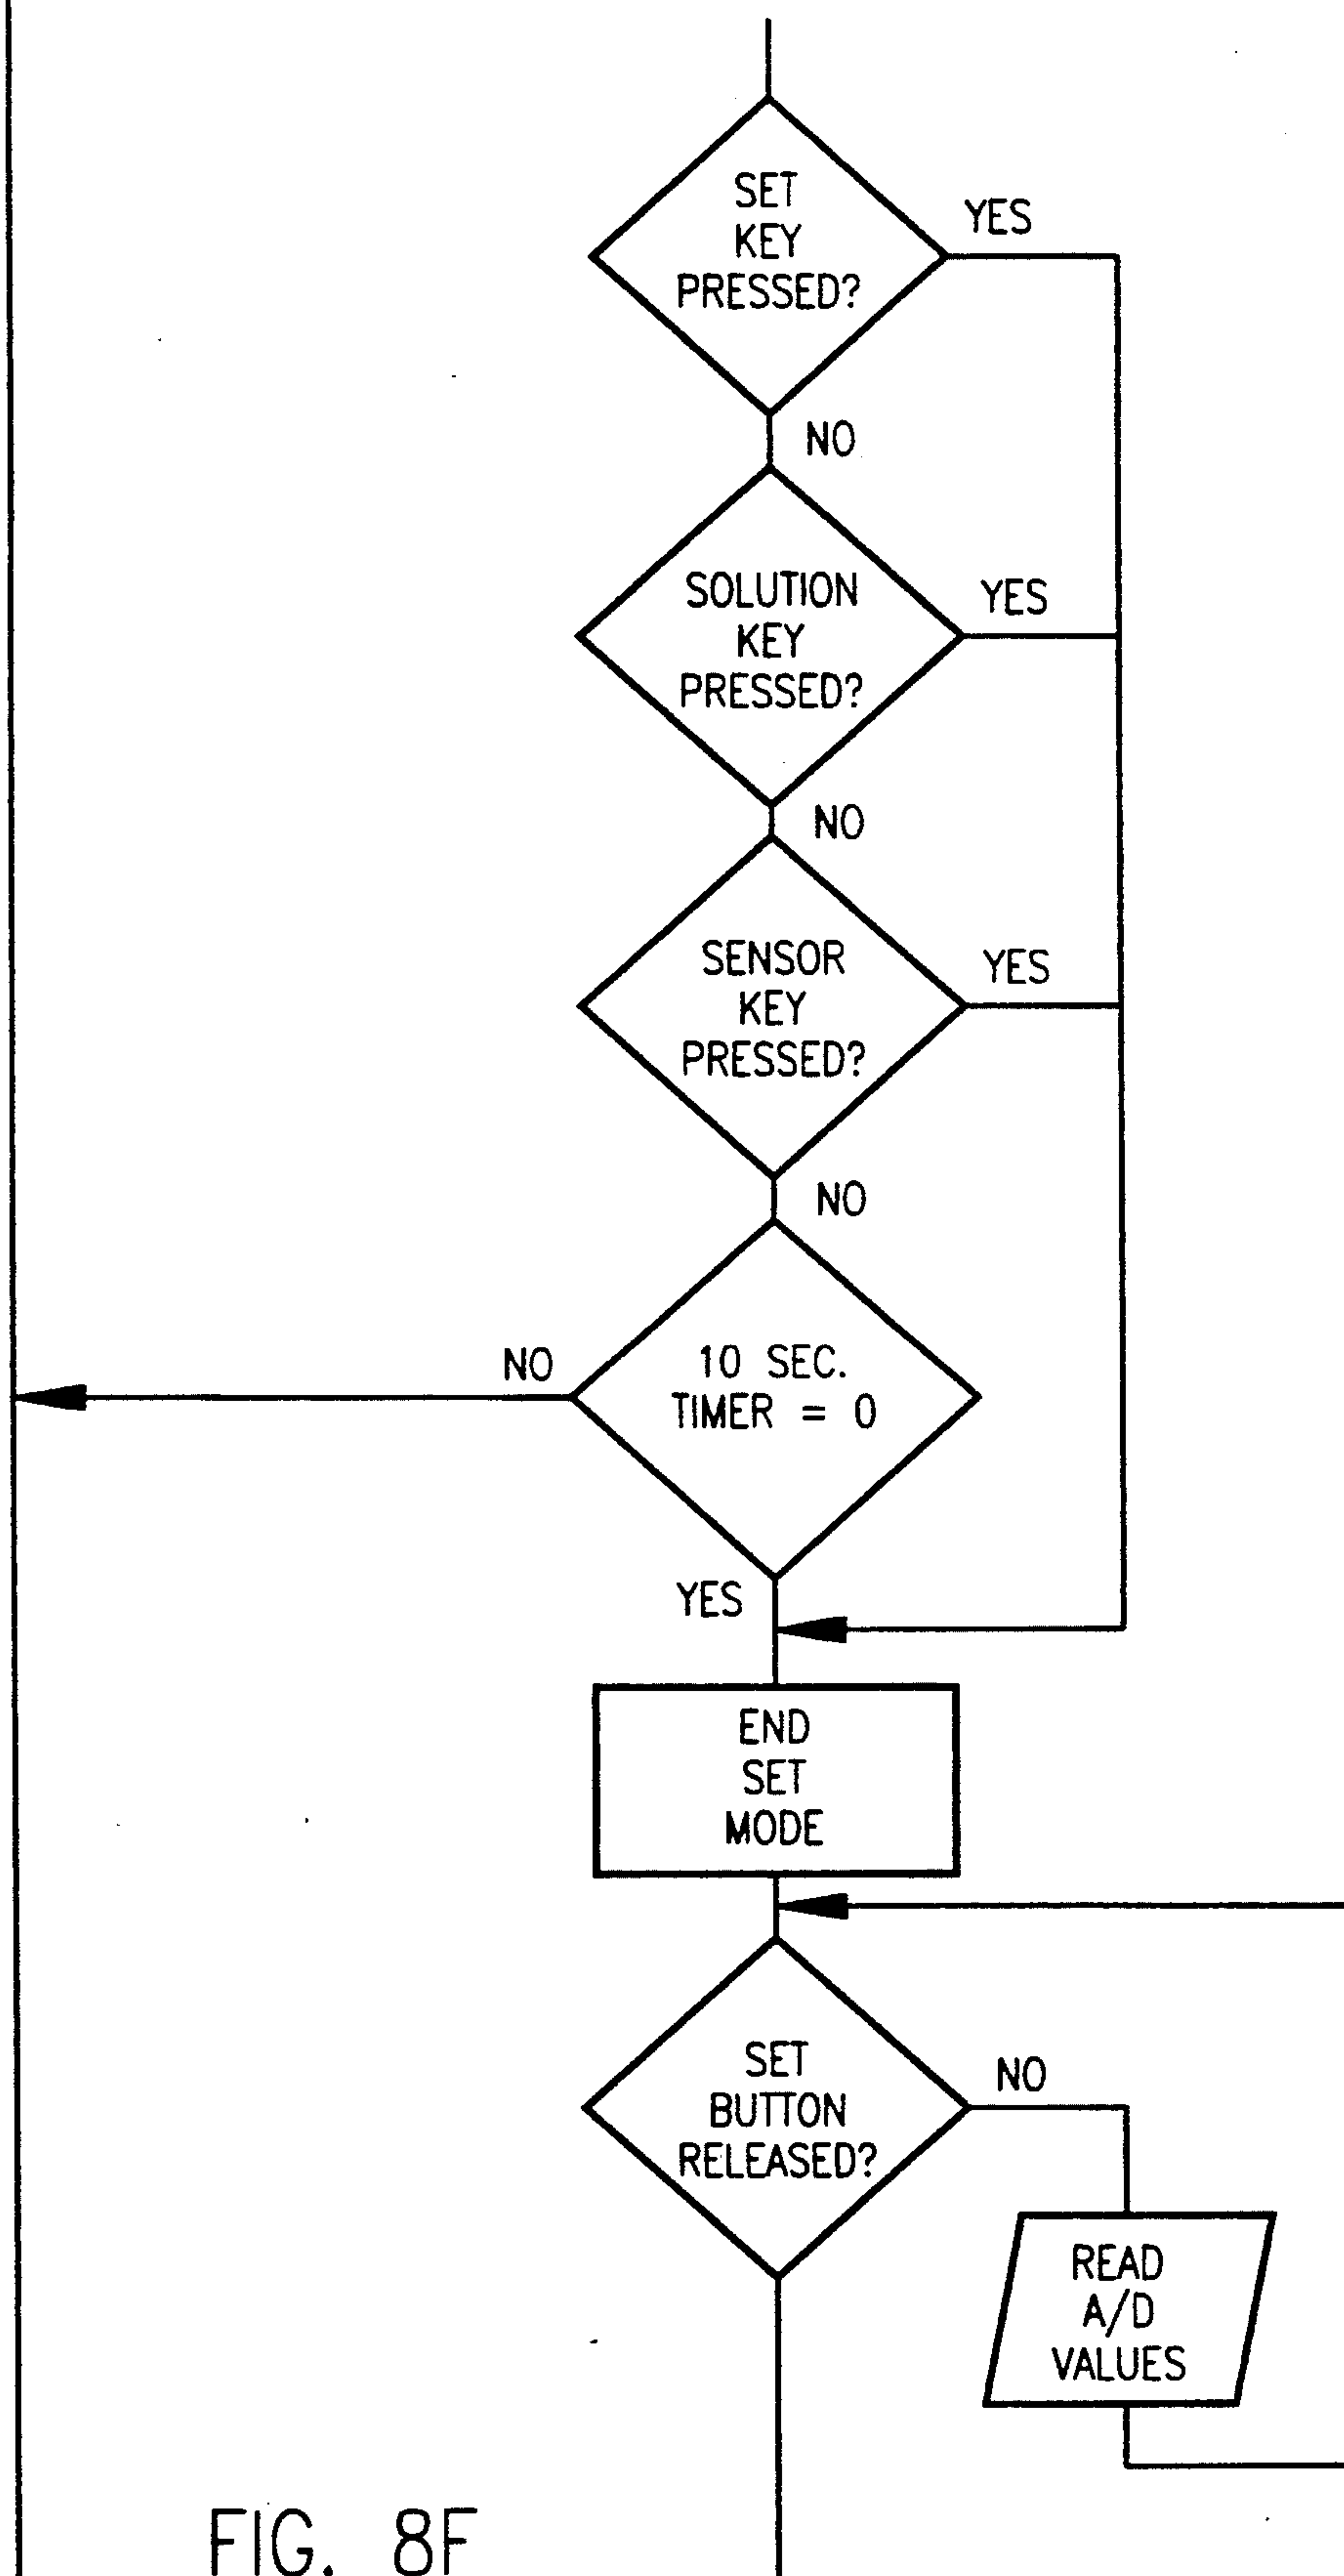 SET
KEY
PRESSED?
YES
NO
SOLUTION
KEY
PRESSED?
YES
NO
SENSOR
KEY
PRESSED?
YES
NO
10 SEC.
TIMER = 0
NO
YES
END
SET
MODE
SET
BUTTON
RELEASED?
NO
READ
A/D
VALUES
FIG. 8F